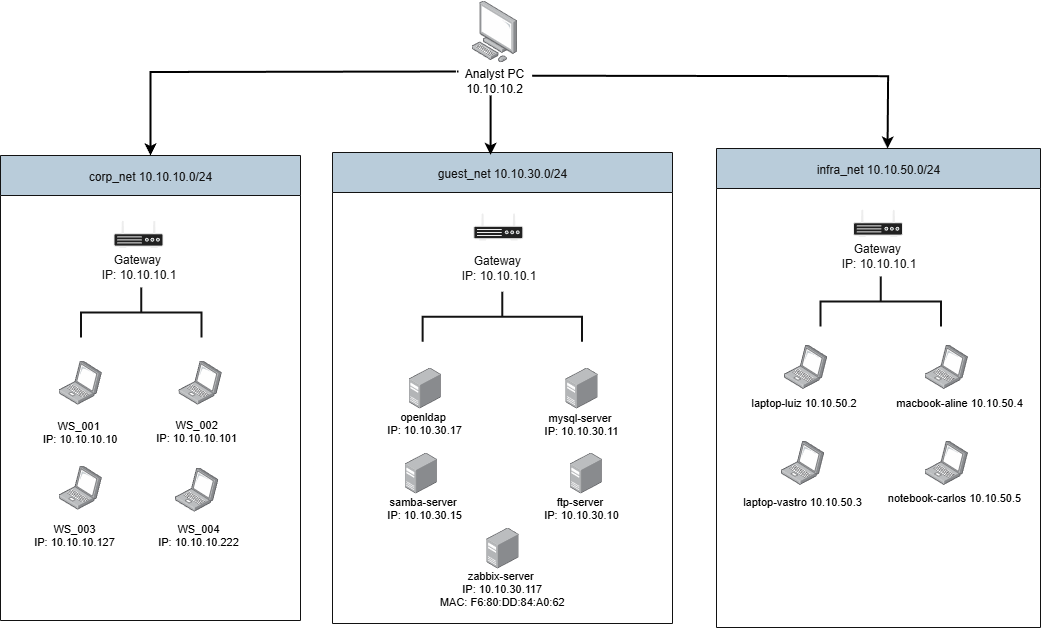 Analyst PC
10.10.10.2
corp_net 10.10.10.0/24
Gateway
IP: 10.10.10.1
WS_001
IP: 10.10.10.10
WS_002
IP: 10.10.10.101
WS_003
IP: 10.10.10.127
WS_004
IP: 10.10.10.222
guest_net 10.10.30.0/24
Gateway
IP: 10.10.10.1
openldap
IP: 10.10.30.17
mysql-server
IP: 10.10.30.11
samba-server
IP: 10.10.30.15
ftp-server
IP: 10.10.30.10
zabbix-server
IP: 10.10.30.117
MAC: F6:80:DD:84:A0:62
infra_net 10.10.50.0/24
Gateway
IP: 10.10.10.1
laptop-luiz 10.10.50.2
macbook-aline 10.10.50.4
laptop-vastro 10.10.50.3
notebook-carlos 10.10.50.5